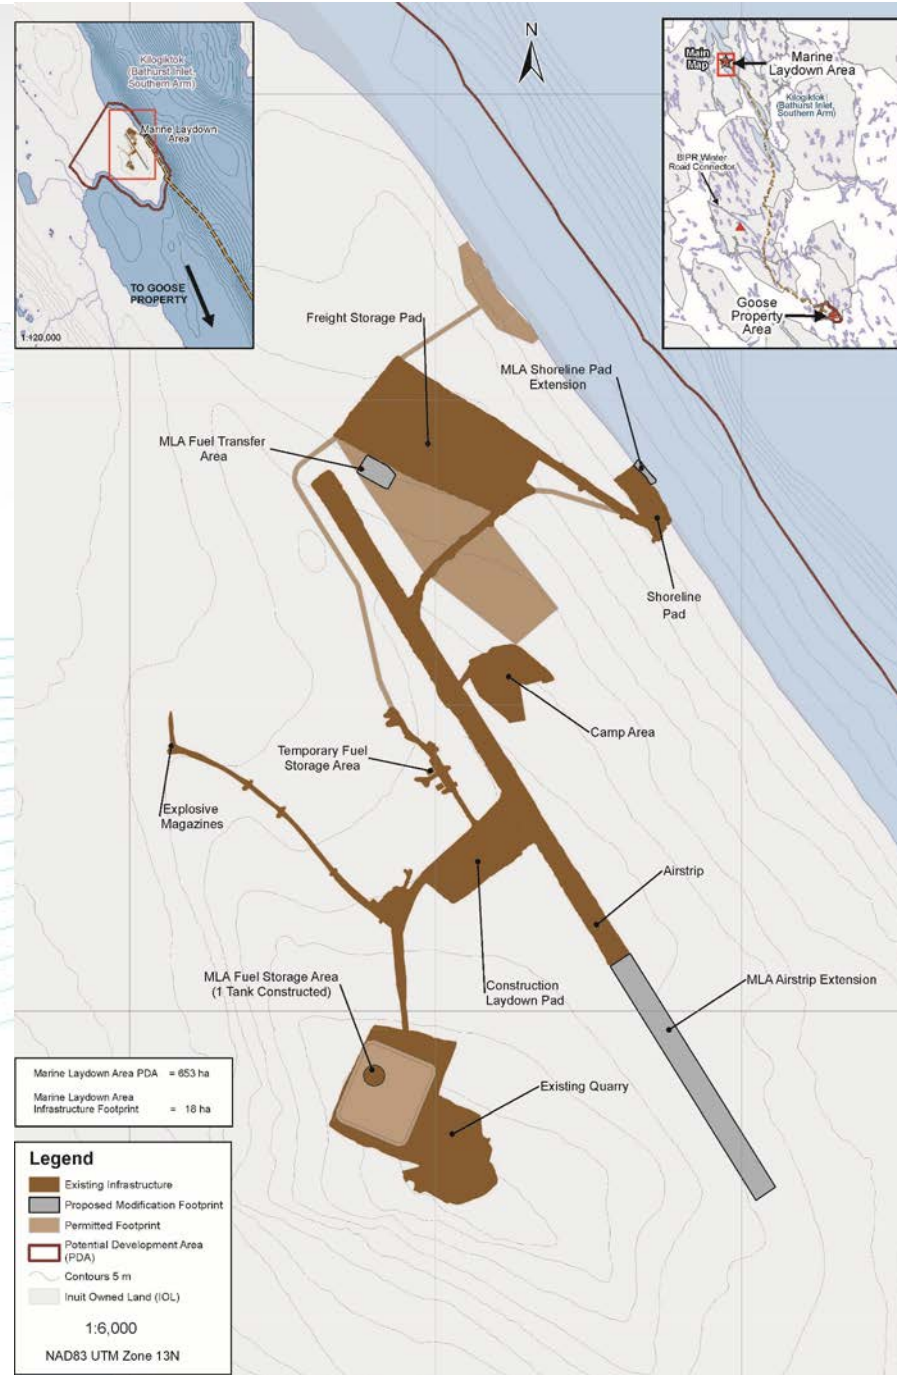 Kilogiktok
(Bathurst Inlet,
Southern Arm)
Marine Laydown
Area
TO GOOSE
PROPERTY
1:120,000
N
Main
Map
Marine
Laydown Area
Kilogiktok
(Bathurst Inlet,
Southern Arm)
BIPR Winter
Road Connector
Goose
Property
Area
Freight Storage Pad
MLA Shoreline Pad
Extension
MLA Fuel Transfer
Area
Shoreline
Pad
Camp Area
Temporary Fuel
Storage Area
Explosive
Magazines
Airstrip
MLA Fuel Storage Area
(1 Tank Constructed)
Construction
Laydown Pad
MLA Airstrip Extension
Existing Quarry
Marine Laydown Area PDA = 653 ha
Marine Laydown Area
Infrastructure Footprint = 18 ha
Legend
Existing Infrastructure
Proposed Modification Footprint
Permitted Footprint
Potential Development Area
(PDA)
Contours 5 m
Inuit Owned Land (IOL)
1:6,000
NAD83 UTM Zone 13N